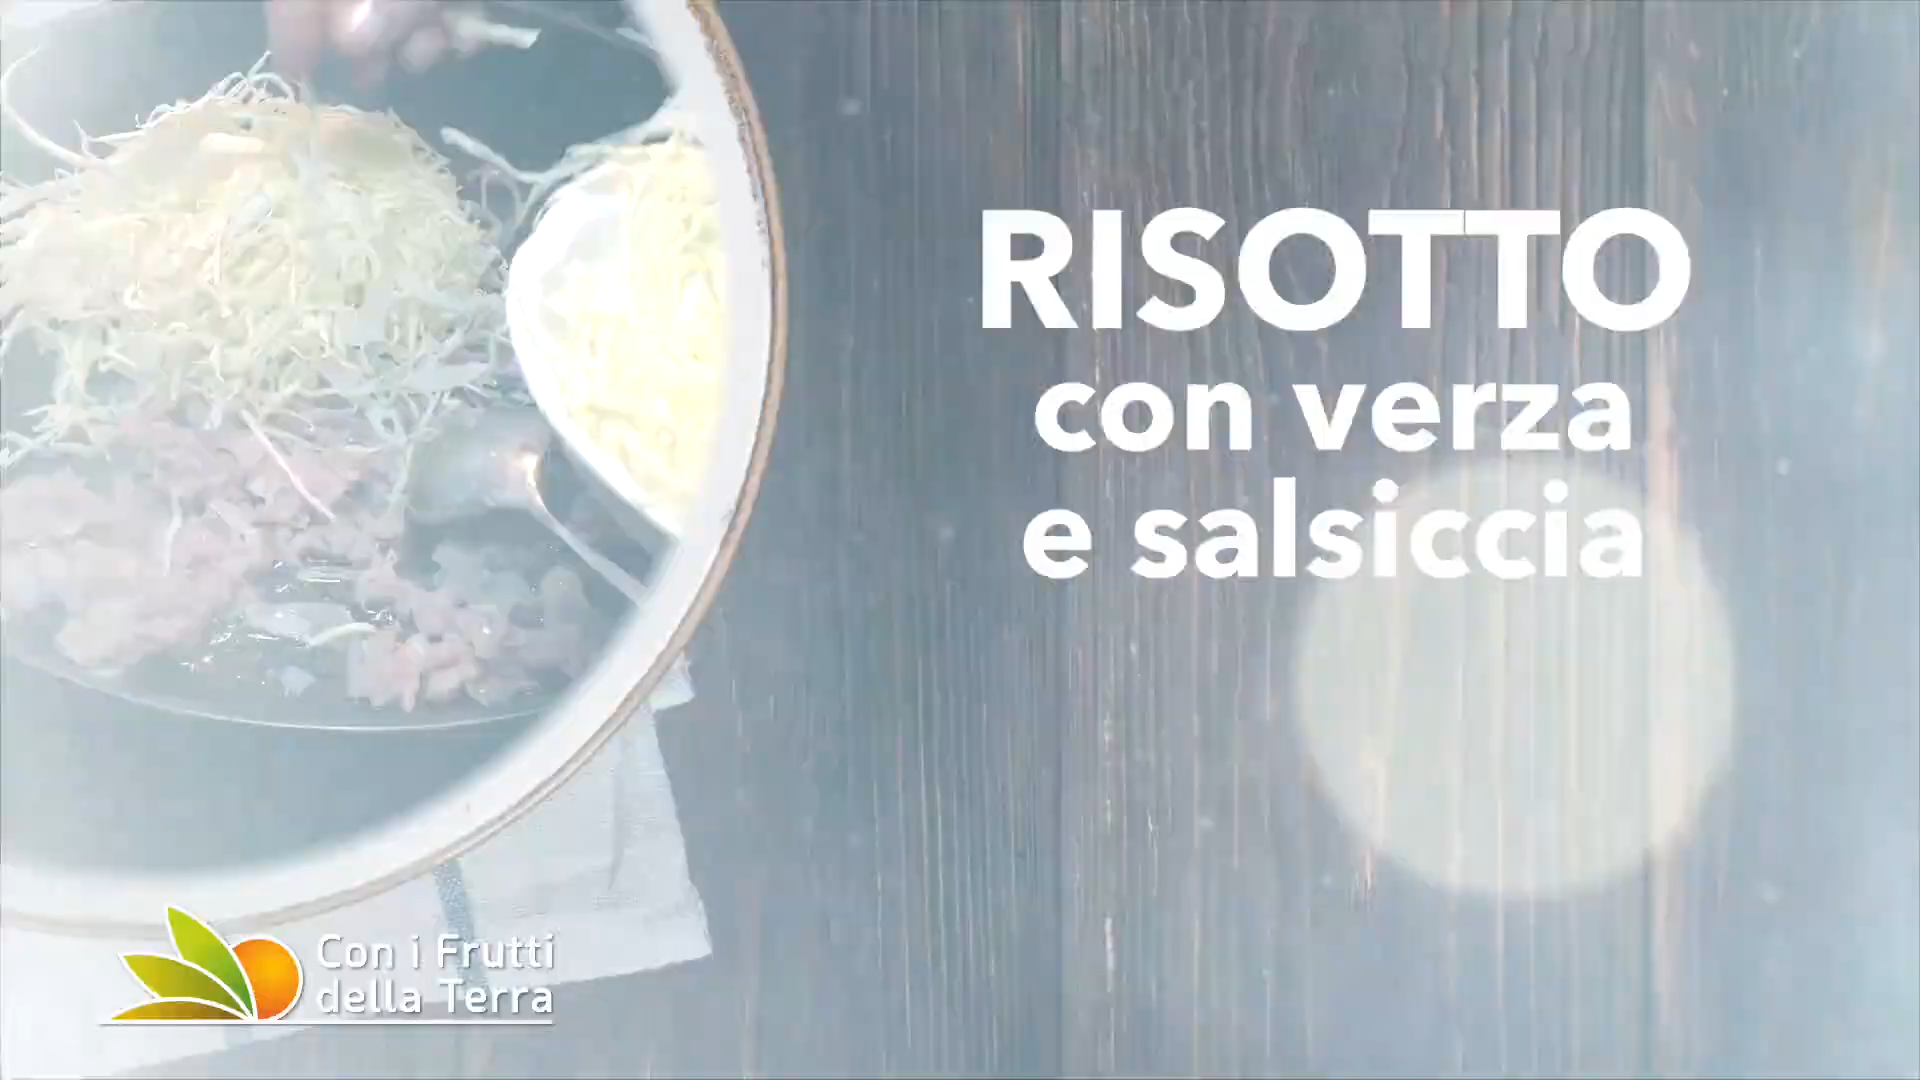 RISOTTO
con verza
e salsiccia
Con i Frutti
della Terra